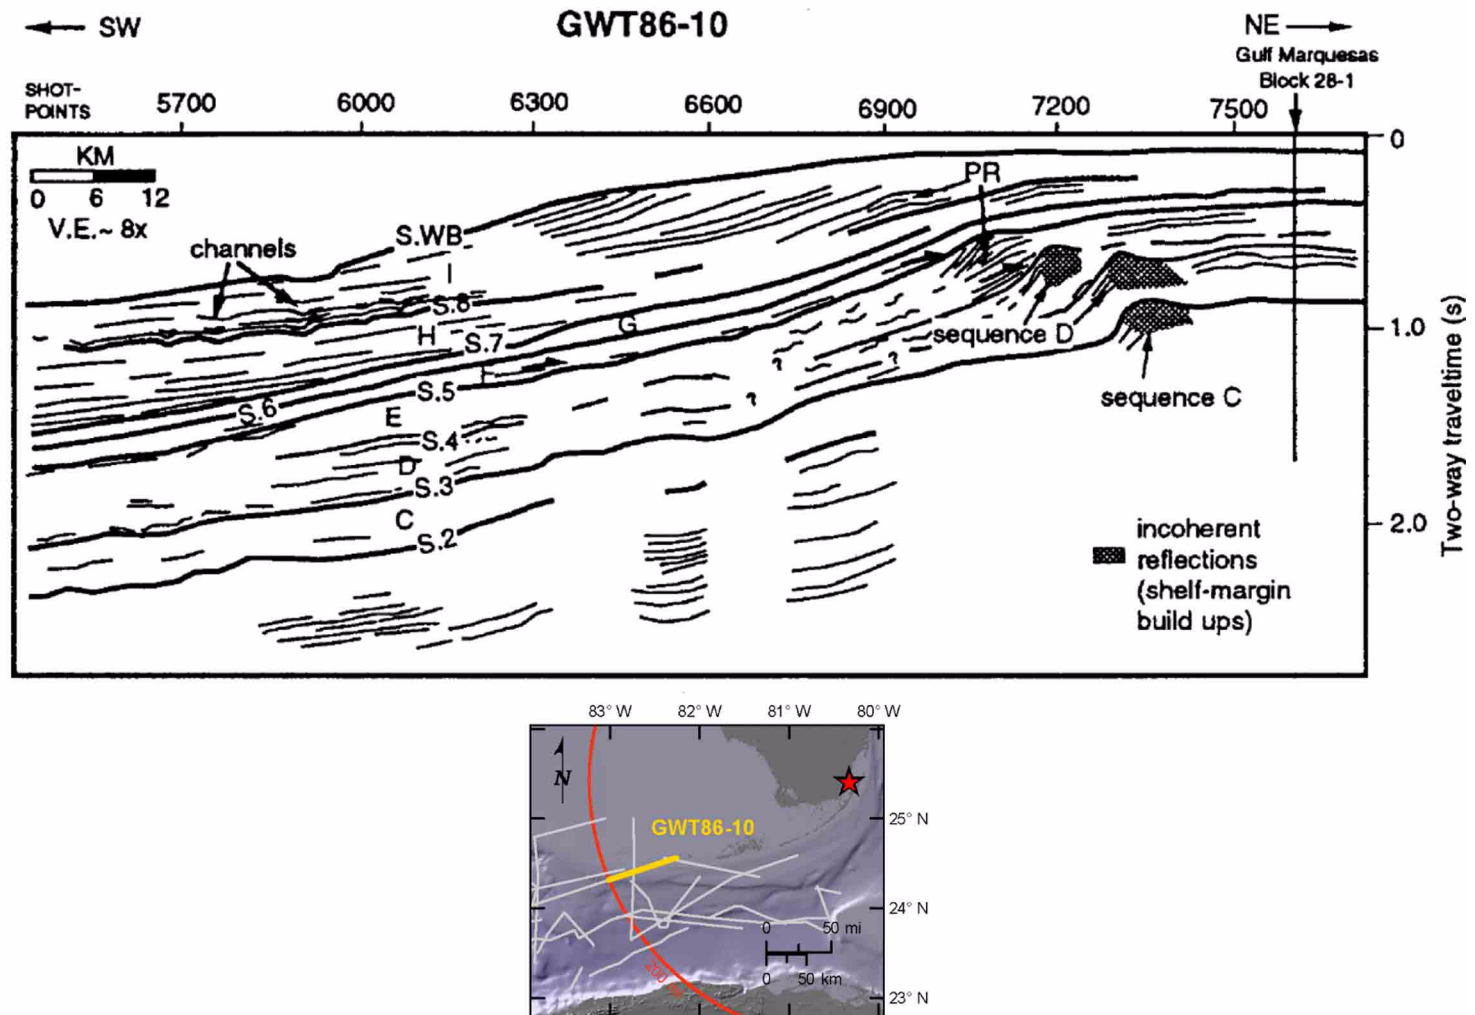 GWT86-10
SW
NE
Gulf Marquesas
Block 28-1
SHOT-
POINTS
5700
6000
6300
6600
6900
7200
7500
0
1.0
2.0
Two-way traveltime (s)
KM
0 6 12
V.E.~ 8x
channels
S.WB
I
S.8
H
S.7
G
S.6
F
S.5
E
S.4
D
S.3
C
S.2
PR
sequence D
sequence C
?
?
?
incoherent
reflections
(shelf-margin
build ups)
83° W 82° W 81° W 80° W
N
GWT86-10
25° N
24° N
23° N
0 50 mi
0 50 km